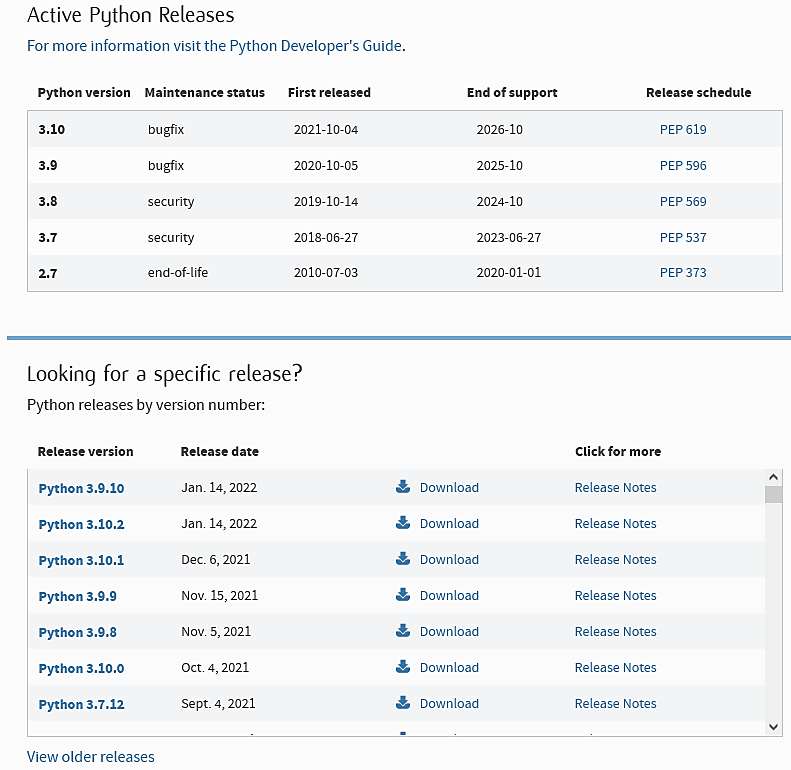 Active Python Releases
For more information visit the Python Developer's Guide.
Python version Maintenance status First released End of support Release schedule
3.10 bugfix 2021-10-04 2026-10 PEP 619
3.9 bugfix 2020-10-05 2025-10 PEP 596
3.8 security 2019-10-14 2024-10 PEP 569
3.7 security 2018-06-27 2023-06-27 PEP 537
2.7 end-of-life 2010-07-03 2020-01-01 PEP 373
Looking for a specific release?
Python releases by version number:
Release version Release date Click for more
Python 3.9.10 Jan. 14, 2022 Download Release Notes
Python 3.10.2 Jan. 14, 2022 Download Release Notes
Python 3.10.1 Dec. 6, 2021 Download Release Notes
Python 3.9.9 Nov. 15, 2021 Download Release Notes
Python 3.9.8 Nov. 5, 2021 Download Release Notes
Python 3.10.0 Oct. 4, 2021 Download Release Notes
Python 3.7.12 Sept. 4, 2021 Download Release Notes
View older releases